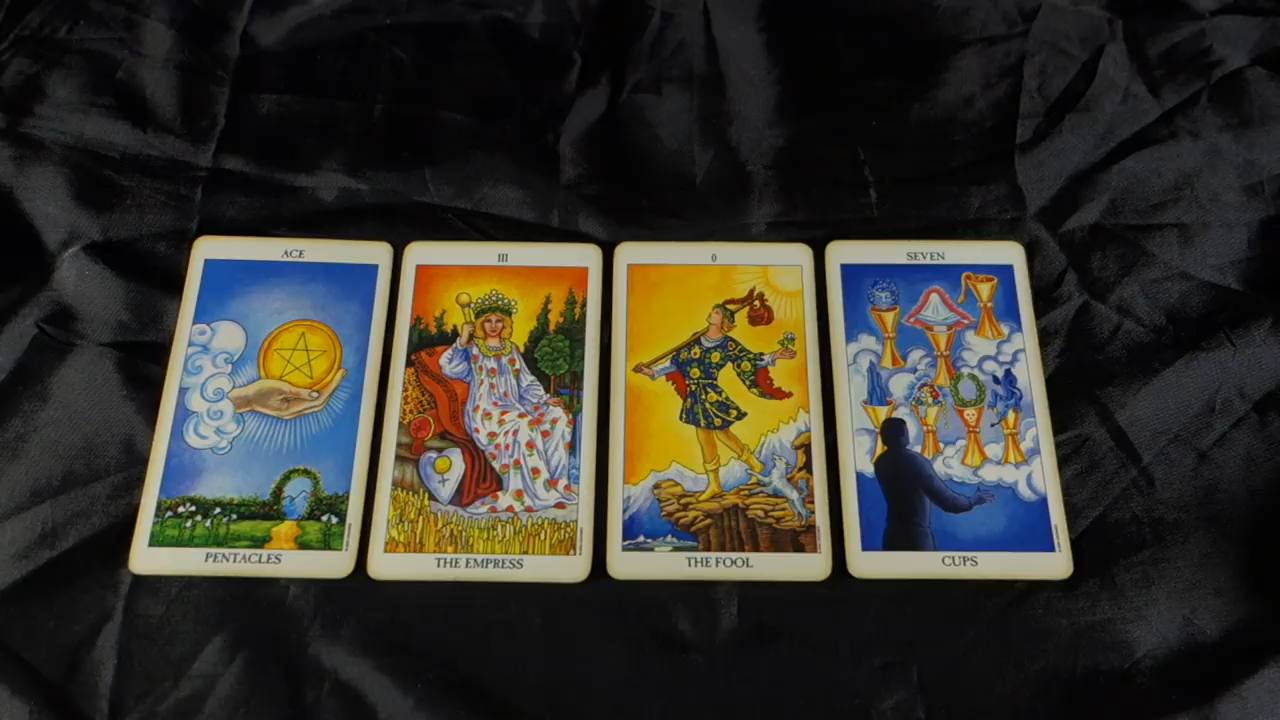 ACE
PENTACLES
III
THE EMPRESS
0
THE FOOL
SEVEN
CUPS